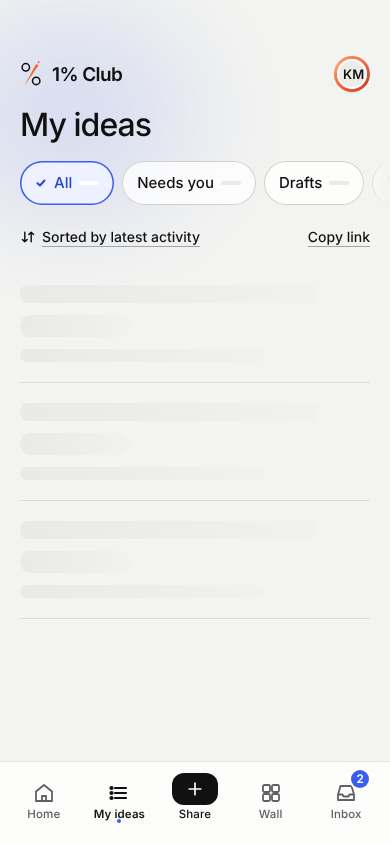 1% Club
KM
My ideas
All
Needs you
Drafts
Sorted by latest activity
Copy link
Home
My ideas
Share
Wall
2
Inbox